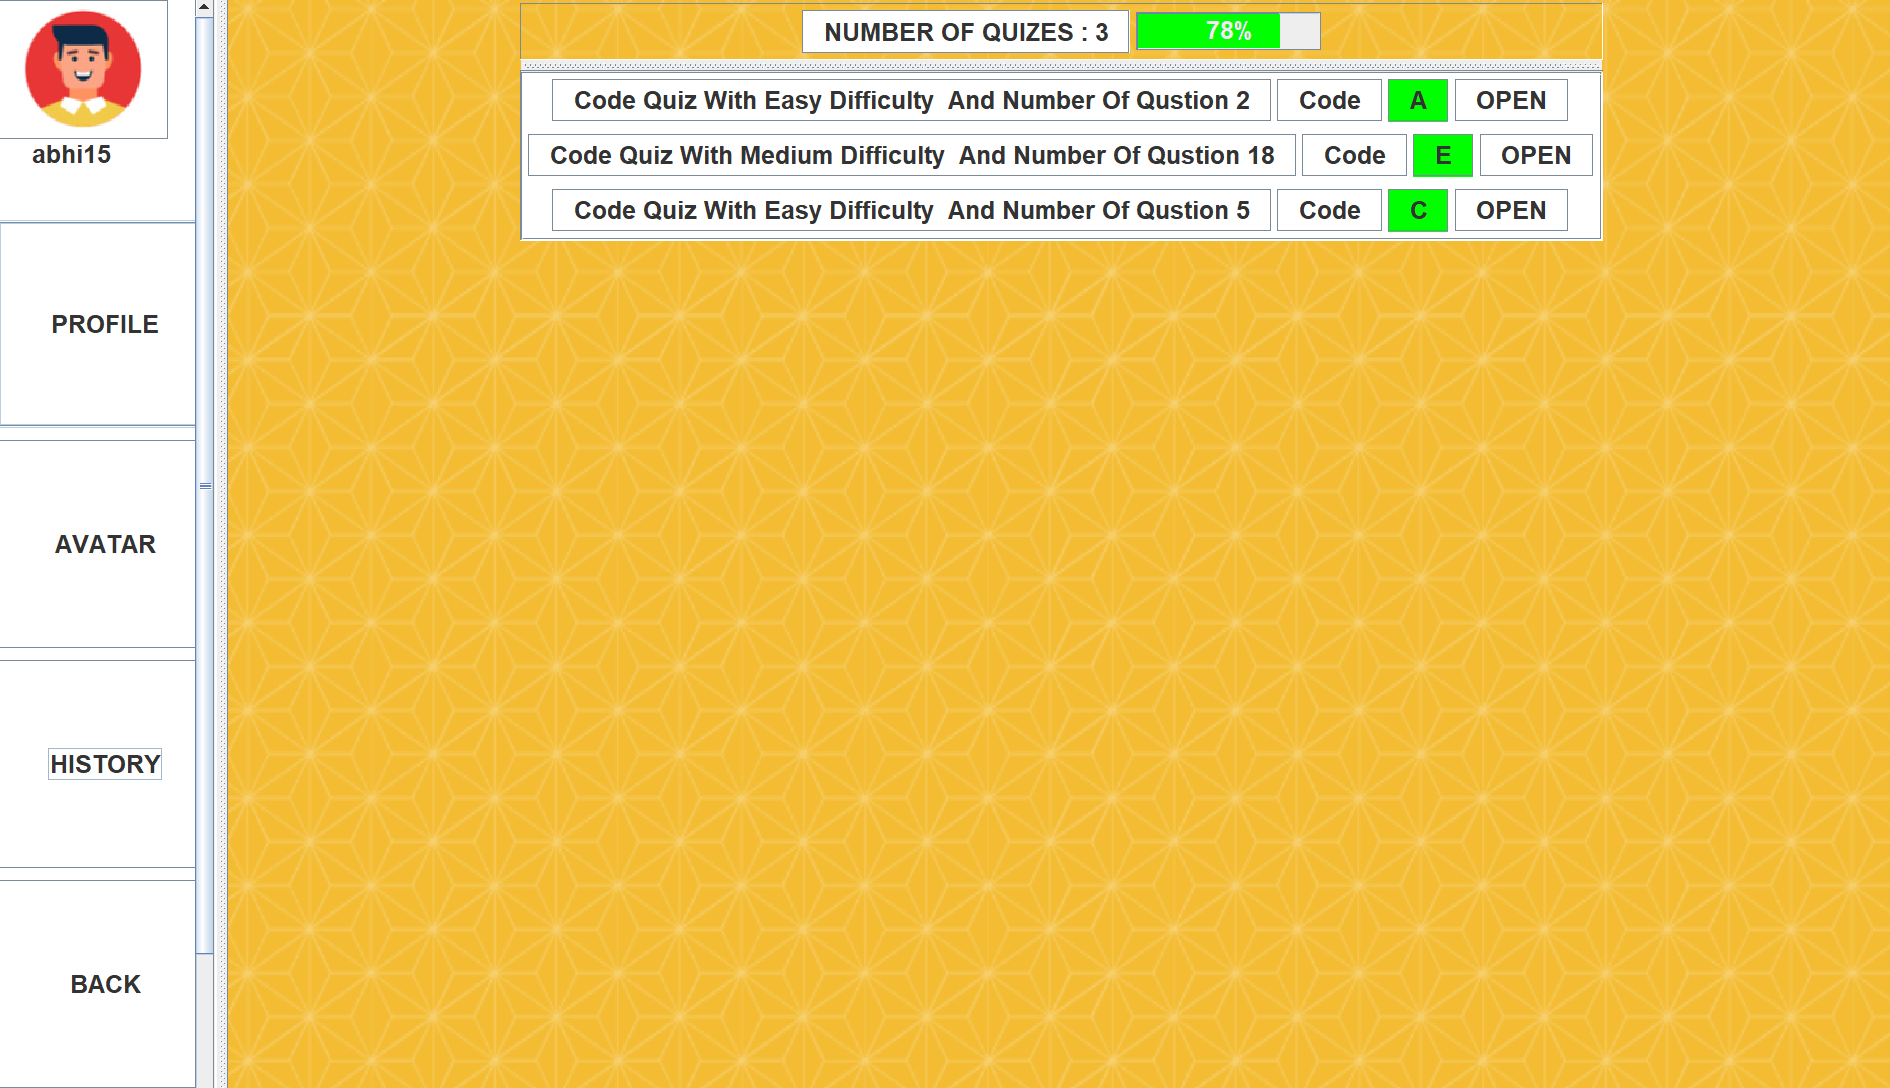 abhi15
PROFILE
AVATAR
HISTORY
BACK
NUMBER OF QUIZES : 3 78%
Code Quiz With Easy Difficulty  And Number Of Qustion 2 Code A OPEN
Code Quiz With Medium Difficulty  And Number Of Qustion 18 Code E OPEN
Code Quiz With Easy Difficulty  And Number Of Qustion 5 Code C OPEN